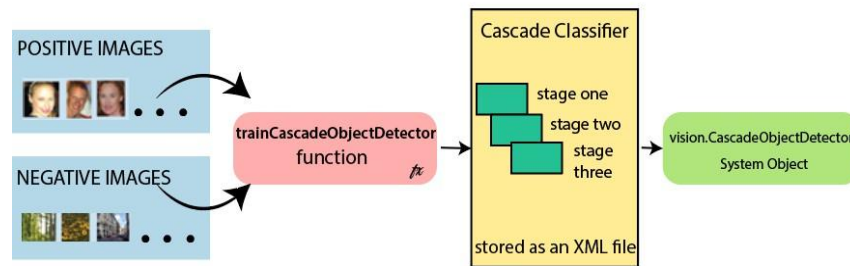 POSITIVE IMAGES
NEGATIVE IMAGES
trainCascadeObjectDetector
function
fx
Cascade Classifier
stage one
stage two
stage
three
stored as an XML file
vision.CascadeObjectDetector
System Object